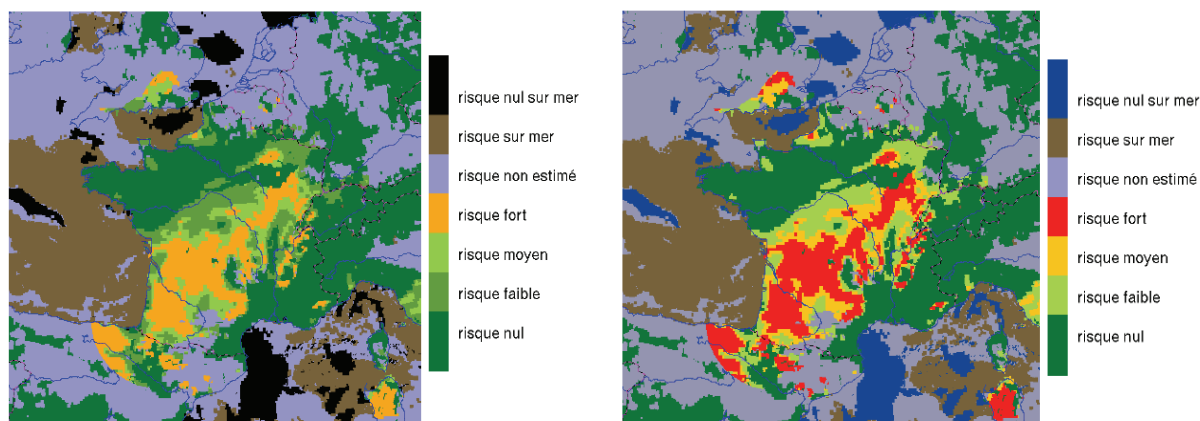 risque nul sur mer
risque sur mer
risque non estimé
risque fort
risque moyen
risque faible
risque nul
risque nul sur mer
risque sur mer
risque non estimé
risque fort
risque moyen
risque faible
risque nul